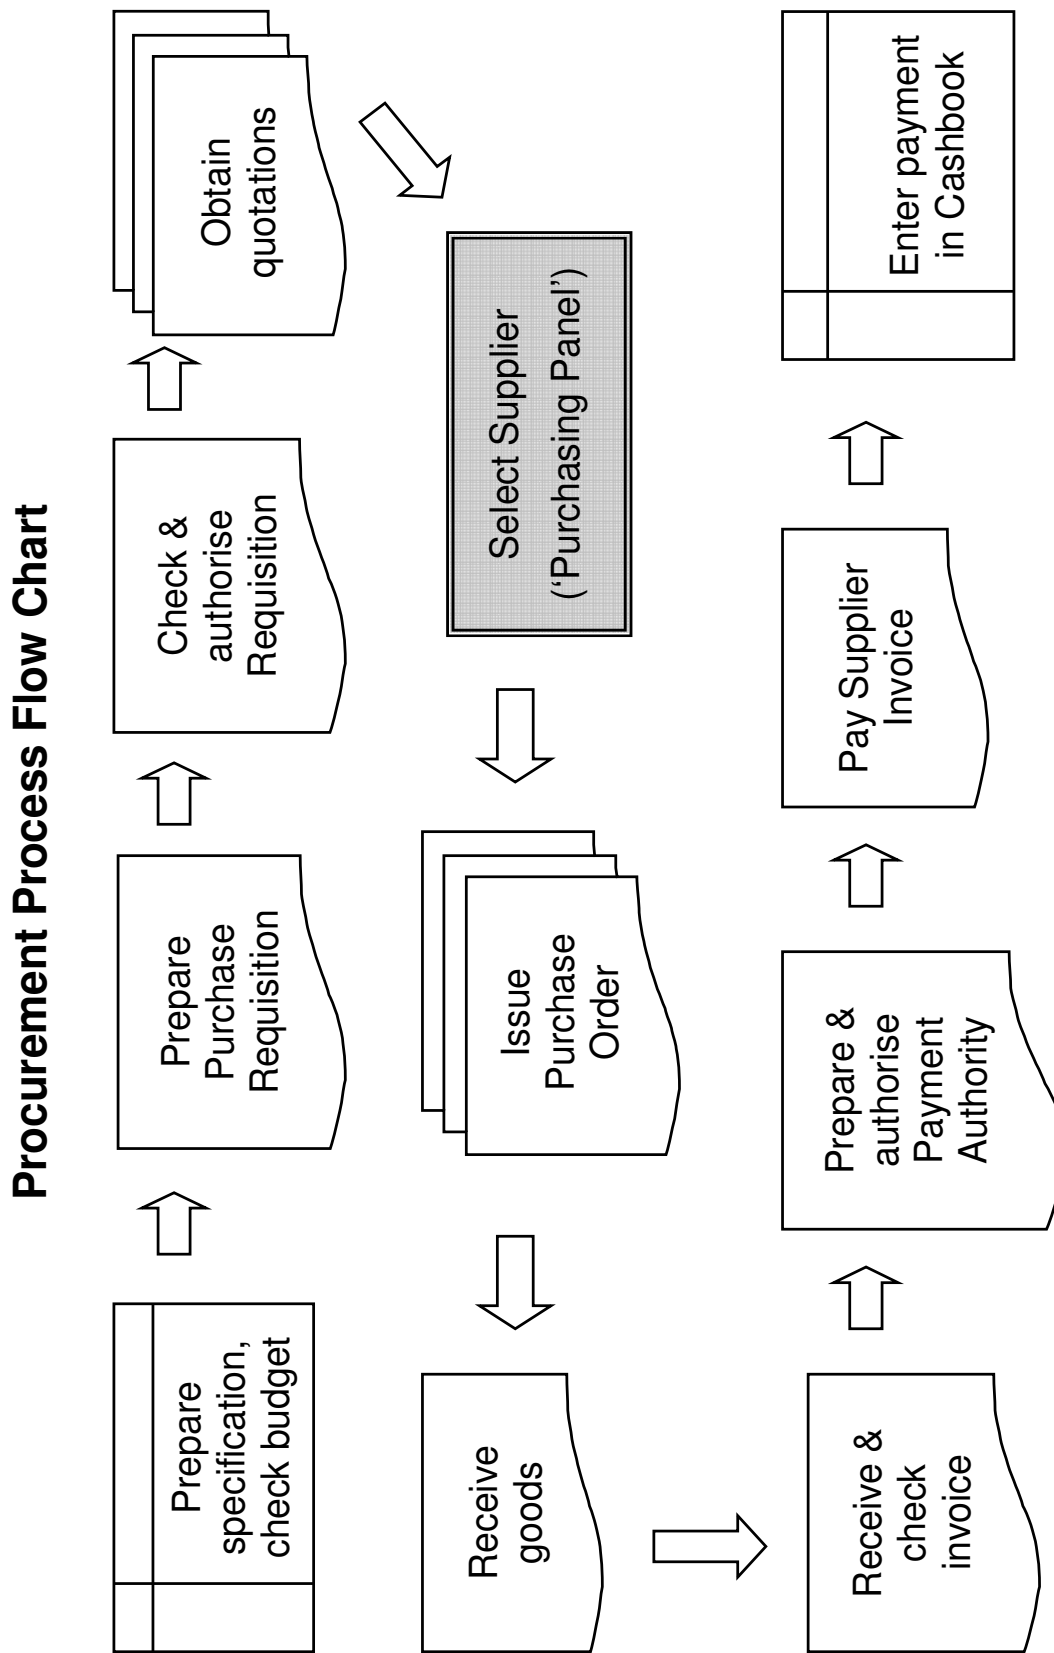 Procurement Process Flow Chart
Prepare
specification,
check budget
Prepare
Purchase
Requisition
Check &
authorise
Requisition
Obtain
quotations
Select Supplier
(‘Purchasing Panel’)
Issue
Purchase
Order
Receive
goods
Receive &
check
invoice
Prepare &
authorise
Payment
Authority
Pay Supplier
Invoice
Enter payment
in Cashbook